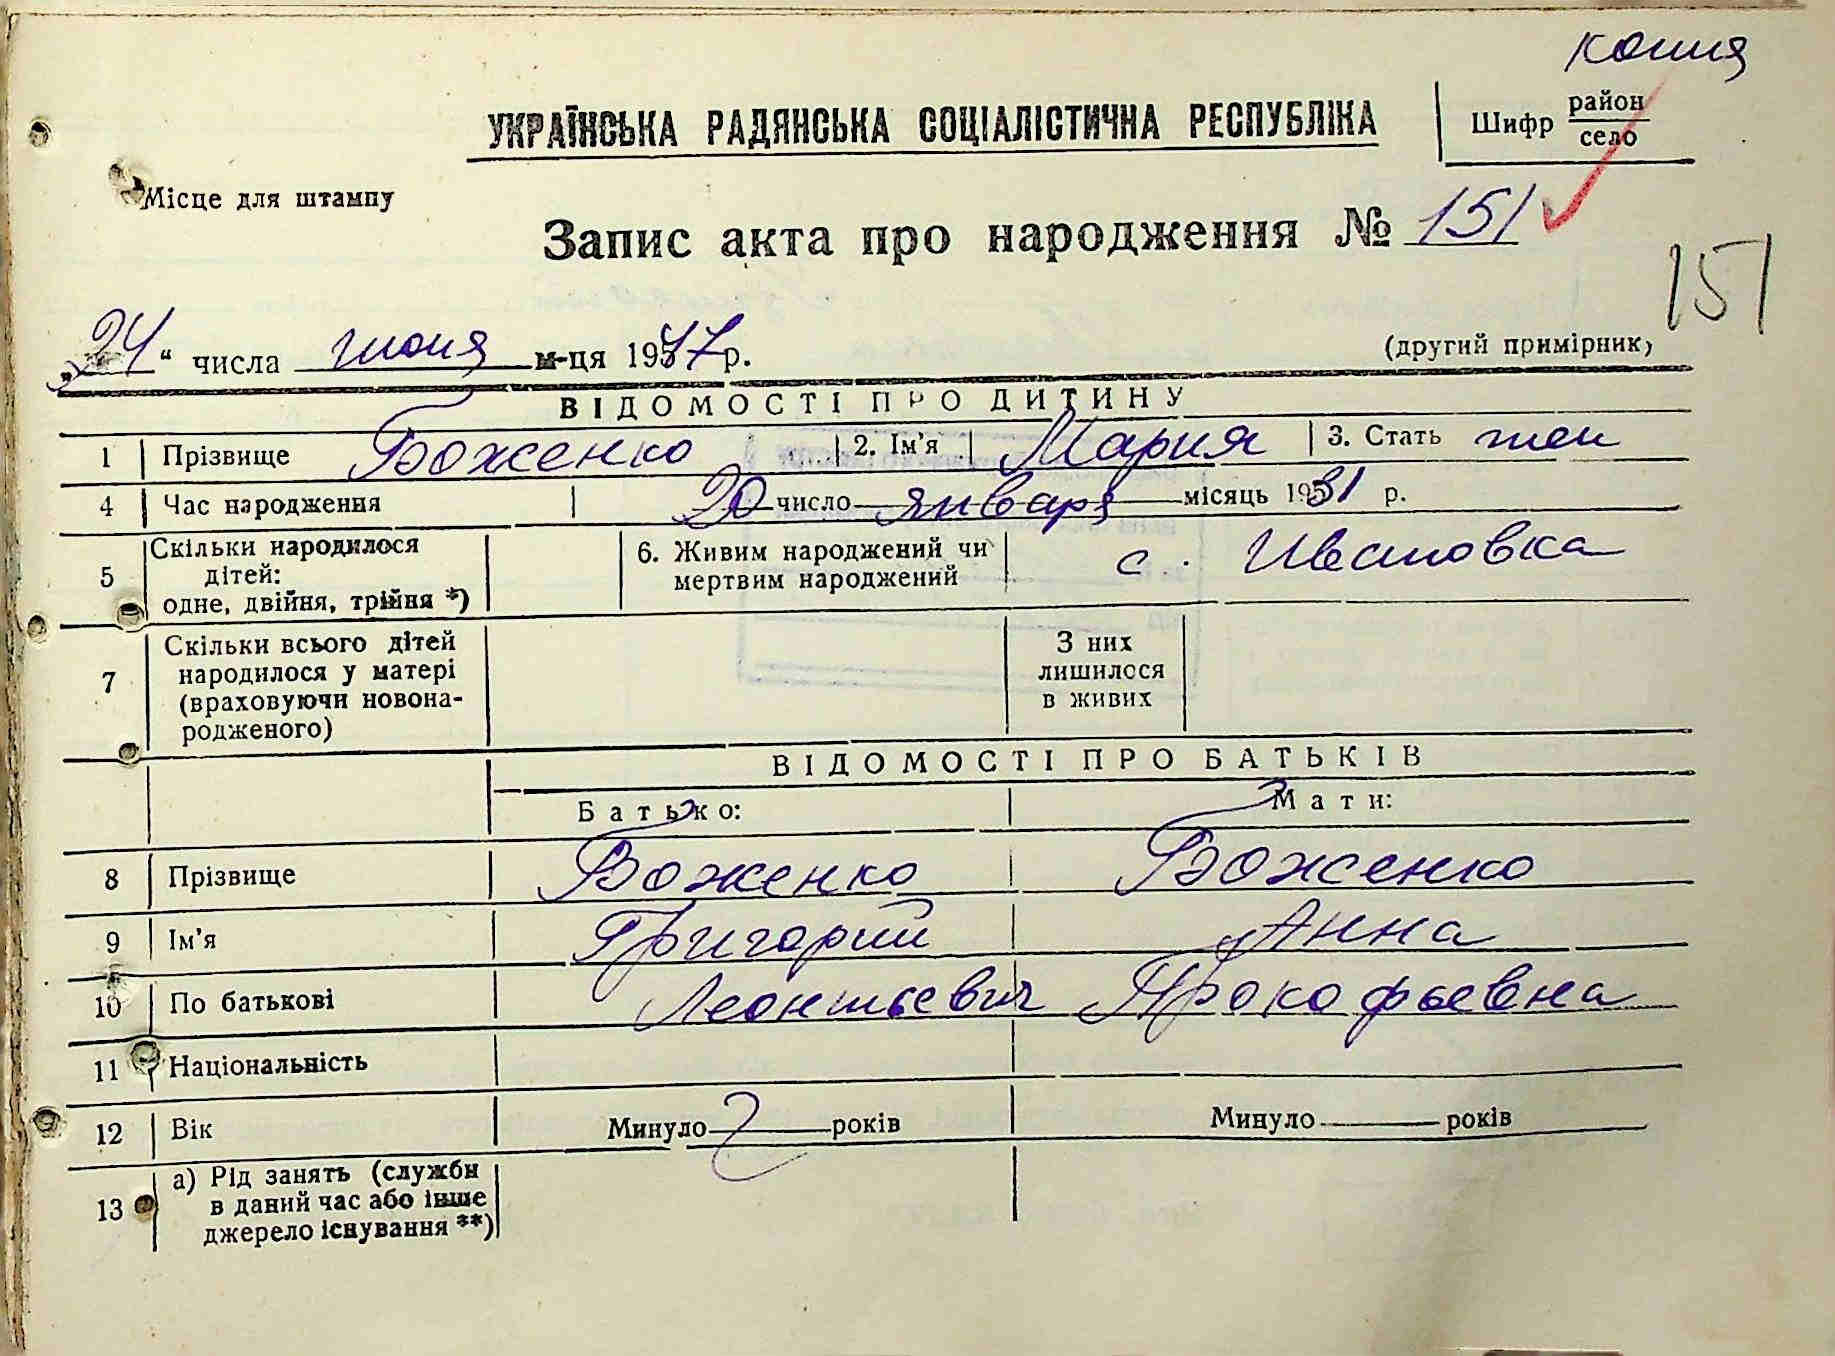 копия
УКРАЇНСЬКА РАДЯНСЬКА СОЦІАЛІСТИЧНА РЕСПУБЛІКА
Шифр район
село
Місце для штампу
Запис акта про народження № 151
151
„24“ числа июня м-ця 1947 р.
(другий примірник)
ВІДОМОСТІ ПРО ДИТИНУ
1 Прізвище Боженко 2. Ім'я Мария 3. Стать жен
4 Час народження 20 число января місяць 1931 р.
5 Скільки народилося дітей: одне, двійня, трійня *) 6. Живим народжений чи мертвим народжений с.
7 Скільки всього дітей народилося у матері (враховуючи новонародженого) З них лишилося в живих
ВІДОМОСТІ ПРО БАТЬКІВ
Батько: Мати:
8 Прізвище Боженко Боженко
9 Ім'я Григорий Анна
10 По батькові Леонтьевич Прокофьевна
11 Національність
12 Вік Минуло років Минуло років
13 а) Рід занять (служби в даний час або інше джерело існування **)